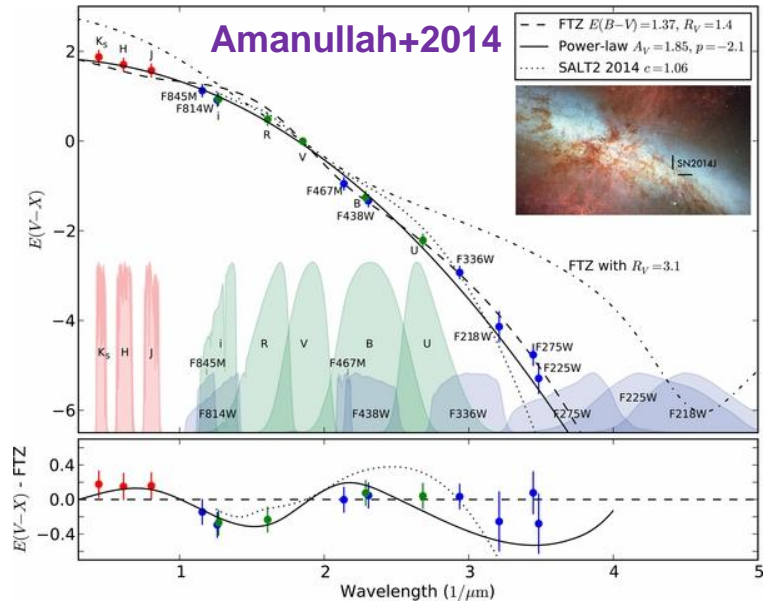 Amanullah+2014
FTZ E(B−V)=1.37, R_V=1.4
Power-law A_V=1.85, p=−2.1
SALT2 2014 c=1.06
SN2014J
E(V−X)
2
0
−2
−4
−6
K_s
H
J
F845M
F814W
i
R
V
F467M
B
F438W
U
F336W
F218W
F275W
F225W
FTZ with R_V=3.1
K_s
H
J
i
F845M
F814W
R
V
F467M
B
F438W
U
F336W
F275W
F225W
F218W
E(V−X) - FTZ
0.4
0.0
−0.4
1
2
3
4
5
Wavelength (1/μm)